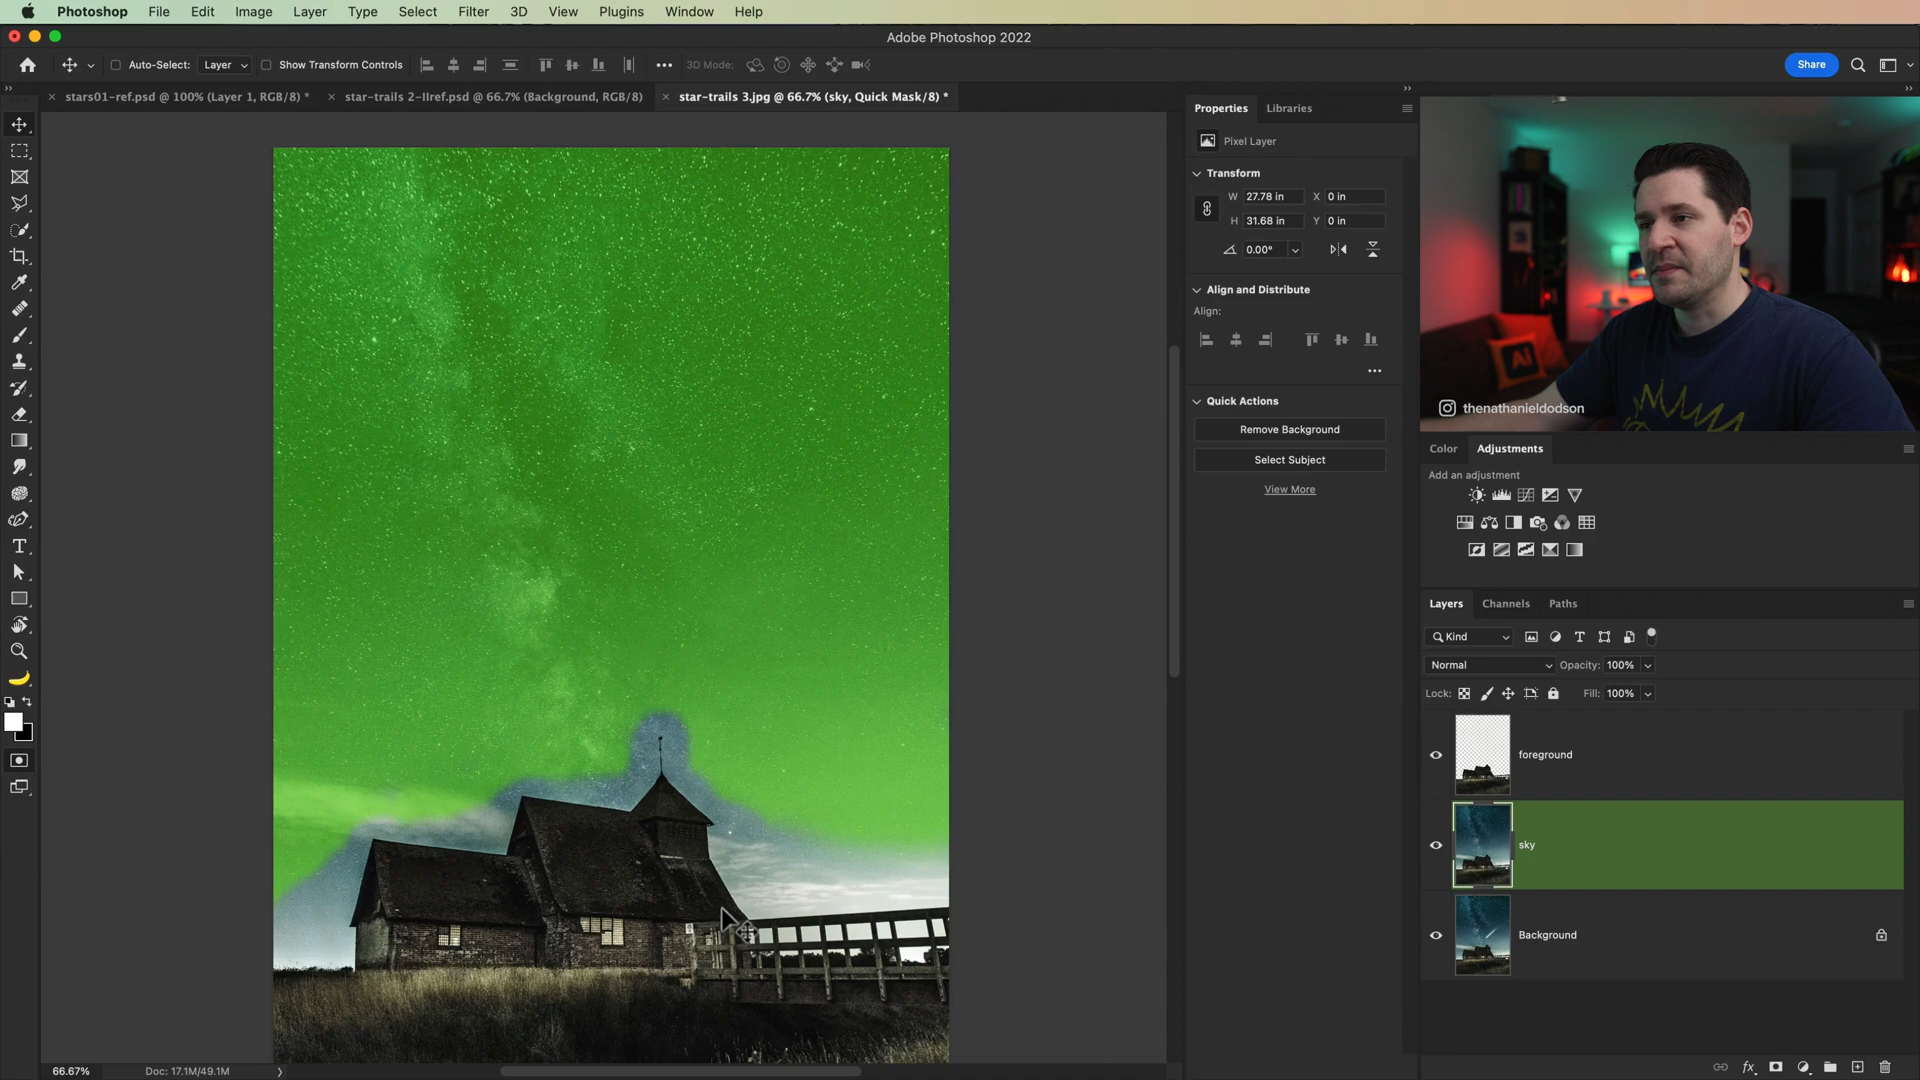 Photoshop File Edit Image Layer Type Select Filter 3D View Plugins Window Help
Adobe Photoshop 2022
Auto-Select: Layer Show Transform Controls 3D Mode: Share
stars01-ref.psd @ 100% (Layer 1, RGB/8) * star-trails 2-IIref.psd @ 66.7% (Background, RGB/8) star-trails 3.jpg @ 66.7% (sky, Quick Mask/8) *
Properties Libraries
Pixel Layer
Transform
W 27.78 in X 0 in
H 31.68 in Y 0 in
0.00°
Align and Distribute
Align:
Quick Actions
Remove Background
Select Subject
View More
Ai
thenathanieldodson
Color Adjustments
Add an adjustment
Layers Channels Paths
Kind
Normal Opacity: 100%
Lock: Fill: 100%
foreground
sky
Background
66.67% Doc: 17.1M/49.1M
fx